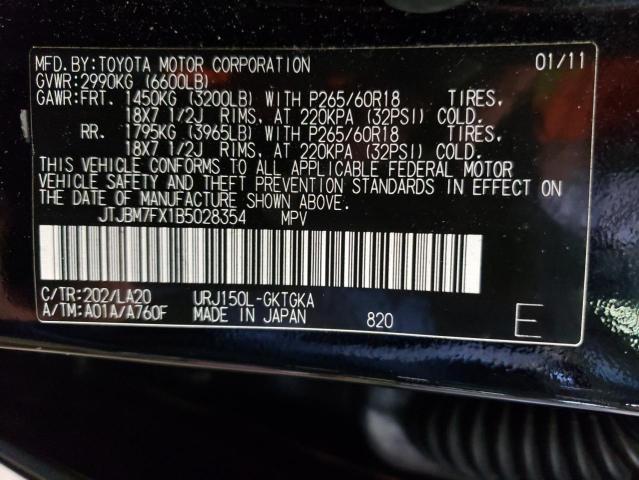 MFD.BY:TOYOTA MOTOR CORPORATION 01/11
GVWR:2990KG (6600LB)
GAWR:FRT. 1450KG (3200LB) WITH P265/60R18 TIRES,
18X7 1/2J RIMS, AT 220KPA (32PSI) COLD.
RR. 1795KG (3965LB) WITH P265/60R18 TIRES,
18X7 1/2J RIMS, AT 220KPA (32PSI) COLD.
THIS VEHICLE CONFORMS TO ALL APPLICABLE FEDERAL MOTOR
VEHICLE SAFETY AND THEFT PREVENTION STANDARDS IN EFFECT ON
THE DATE OF MANUFACTURE SHOWN ABOVE.
JTJBM7FX1B5028354 MPV
C/TR:202/LA20 URJ150L-GKTGKA
A/TM:A01A/A760F MADE IN JAPAN 820 E